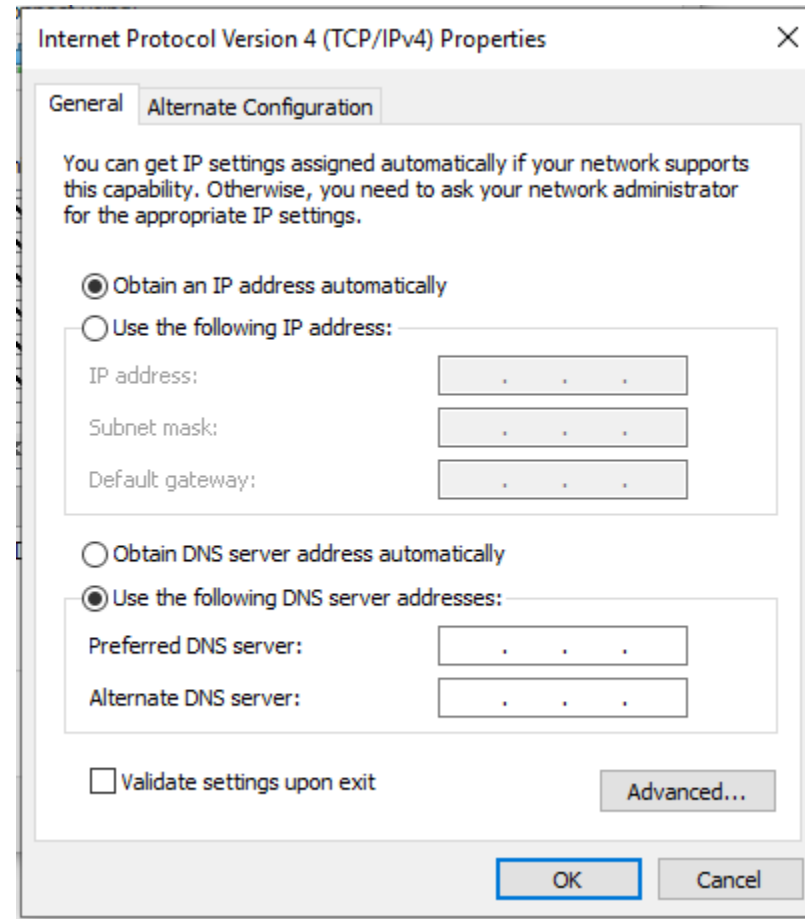 Internet Protocol Version 4 (TCP/IPv4) Properties
General
Alternate Configuration
You can get IP settings assigned automatically if your network supports
this capability. Otherwise, you need to ask your network administrator
for the appropriate IP settings.
Obtain an IP address automatically
Use the following IP address:
IP address:
. . .
Subnet mask:
. . .
Default gateway:
. . .
Obtain DNS server address automatically
Use the following DNS server addresses:
Preferred DNS server:
. . .
Alternate DNS server:
. . .
Validate settings upon exit
Advanced...
OK
Cancel